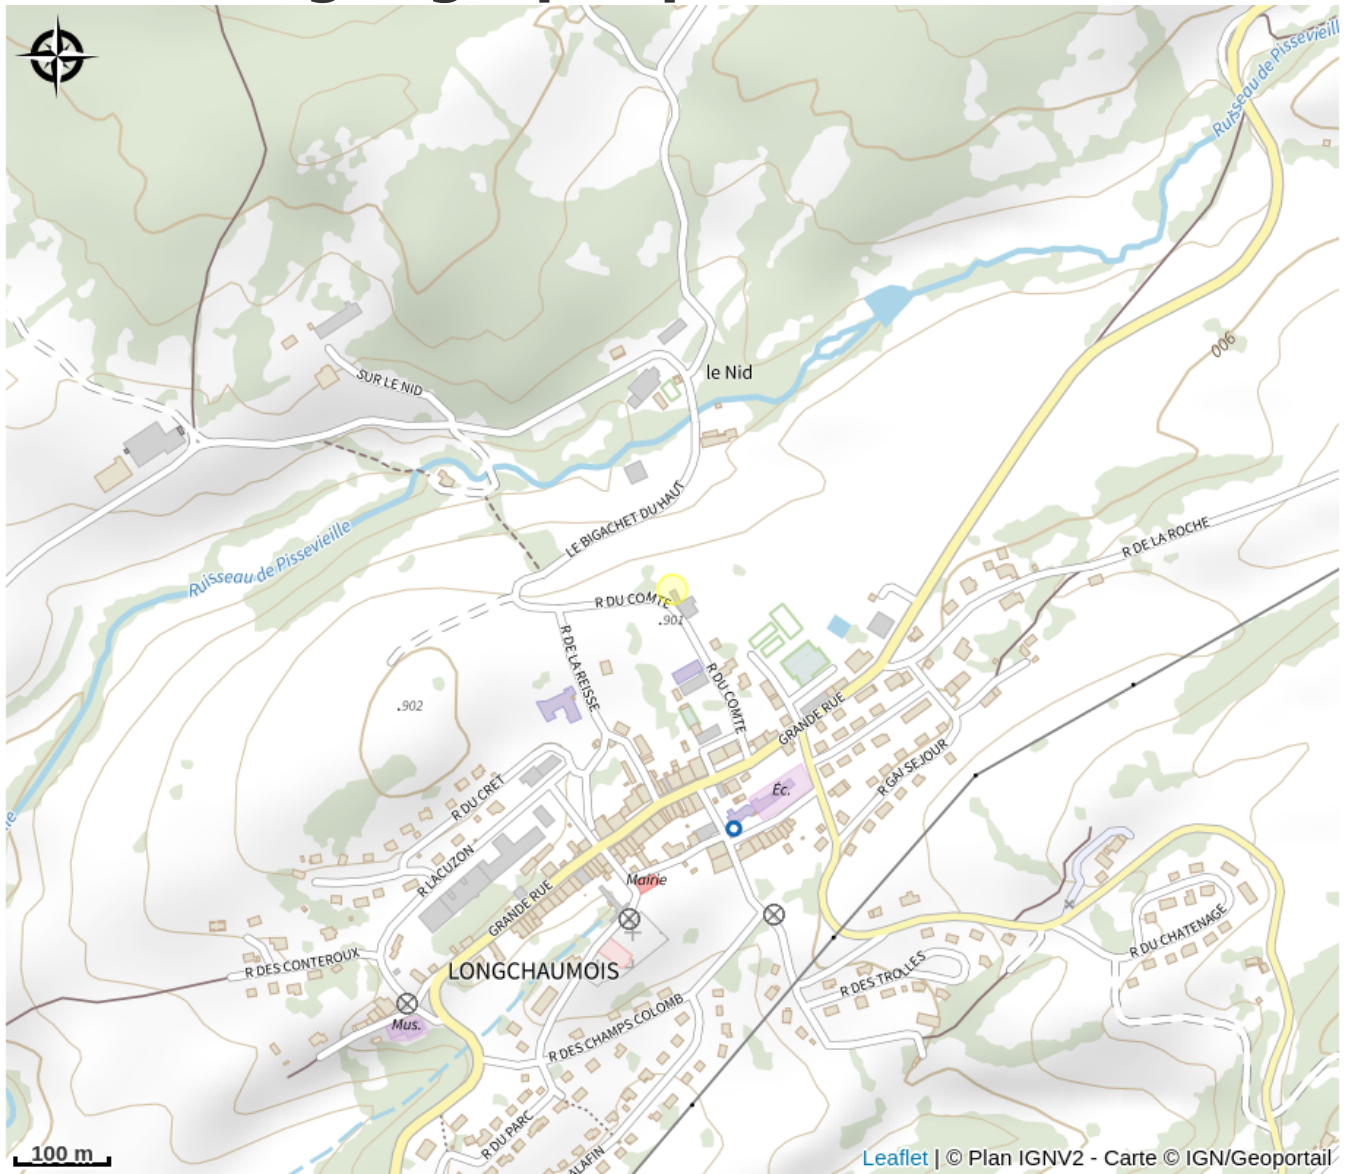 Ruisseau de Pissevieill
006
SUR LE NID
le Nid
LE BIGACHET DU HAUT
R DE LA ROCHE
Ruisseau de Pissevieille
R DU COMTE
.901
R DE LA REISSE
R DU COMTE
.902
GRANDE RUE
R GAI SEJOUR
Éc.
R DU CRET
R LACUZON
Mairie
GRANDE RUE
R DU CHATENAGE
R DES CONTEROUX
LONGCHAUMOIS
R DES TROLLES
Mus.
R DES CHAMPS COLOMB
R DU PARC
ALAFIN
100 m
Leaflet | © Plan IGNV2 - Carte © IGN/Geoportail